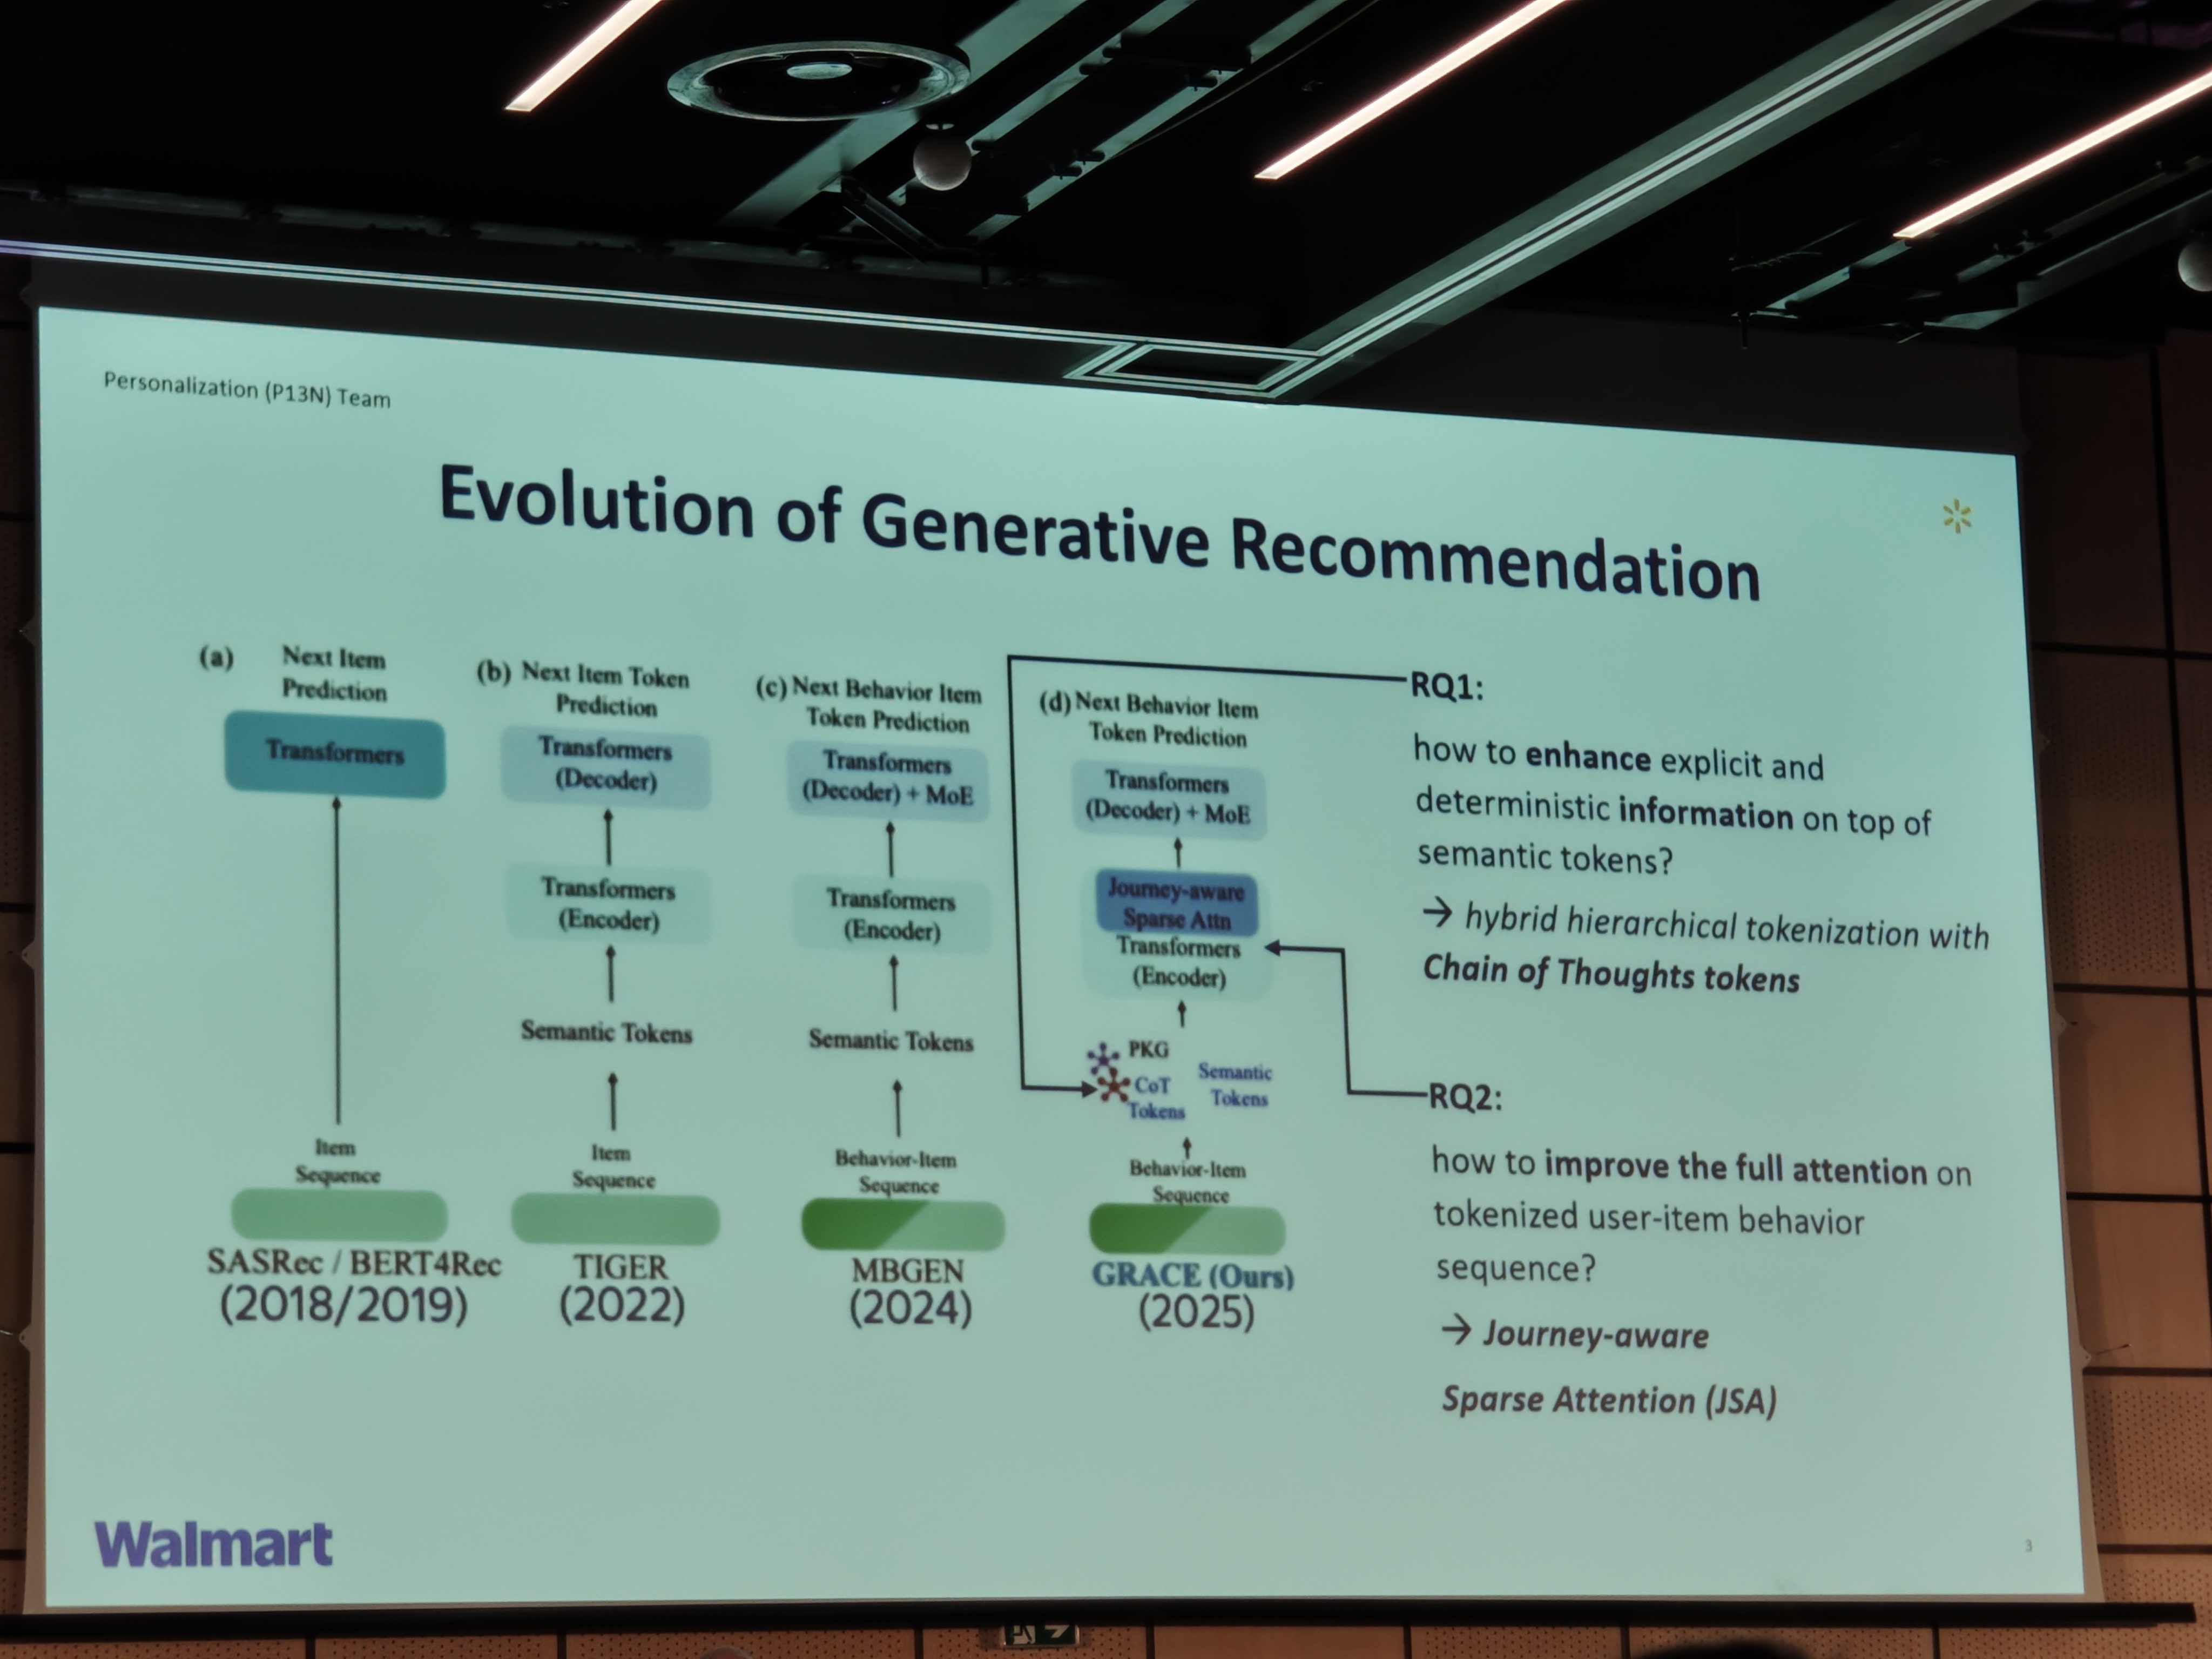 Personalization (P13N) Team
Evolution of Generative Recommendation
(a) Next Item
Prediction
Transformers
Item
Sequence
SASRec / BERT4Rec
(2018/2019)
(b) Next Item Token
Prediction
Transformers
(Decoder)
Transformers
(Encoder)
Semantic Tokens
Item
Sequence
TIGER
(2022)
(c) Next Behavior Item
Token Prediction
Transformers
(Decoder) + MoE
Transformers
(Encoder)
Semantic Tokens
Behavior-Item
Sequence
MBGEN
(2024)
(d) Next Behavior Item
Token Prediction
Transformers
(Decoder) + MoE
Journey-aware
Sparse Attn
Transformers
(Encoder)
PKG
CoT
Tokens
Semantic
Tokens
Behavior-Item
Sequence
GRACE (Ours)
(2025)
RQ1:
how to enhance explicit and
deterministic information on top of
semantic tokens?
→ hybrid hierarchical tokenization with
Chain of Thoughts tokens
RQ2:
how to improve the full attention on
tokenized user-item behavior
sequence?
→ Journey-aware
Sparse Attention (JSA)
Walmart
3